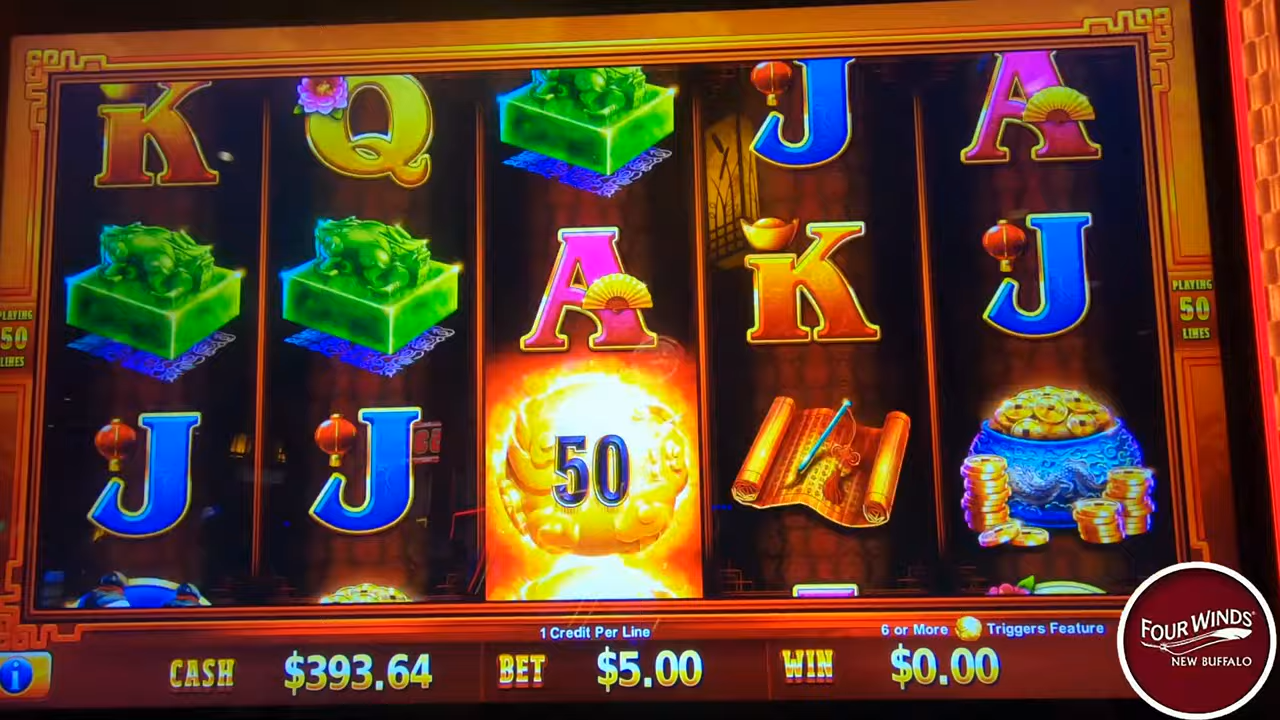 K Q J A
A K J
PLAYING
50
LINES
PLAYING
50
LINES
J J 50
1 Credit Per Line
6 or More Triggers Feature
CASH $393.64 BET $5.00 WIN $0.00
FOUR WINDS®
NEW BUFFALO